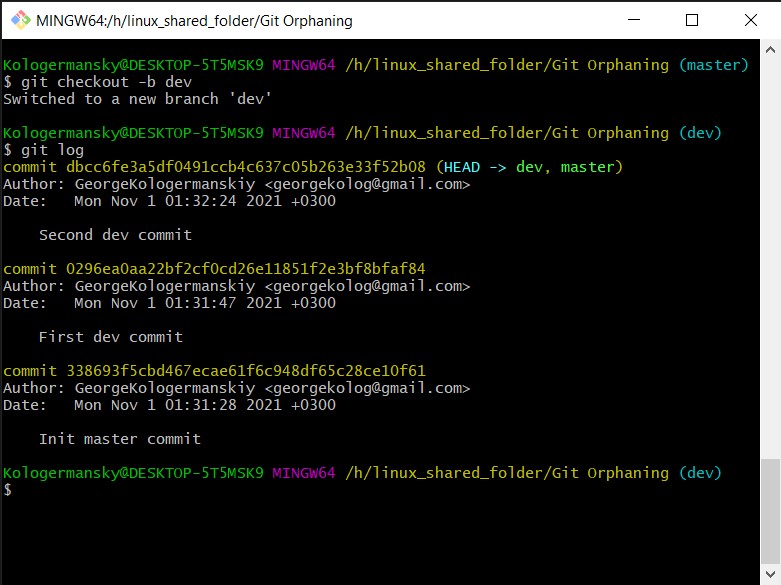 MINGW64:/h/linux_shared_folder/Git Orphaning
Kologermansky@DESKTOP-5T5MSK9 MINGW64 /h/linux_shared_folder/Git Orphaning (master)
$ git checkout -b dev
Switched to a new branch 'dev'
Kologermansky@DESKTOP-5T5MSK9 MINGW64 /h/linux_shared_folder/Git Orphaning (dev)
$ git log
commit dbcc6fe3a5df0491ccb4c637c05b263e33f52b08 (HEAD -> dev, master)
Author: GeorgeKologermanskiy <georgekolog@gmail.com>
Date:   Mon Nov 1 01:32:24 2021 +0300
    Second dev commit
commit 0296ea0aa22bf2cf0cd26e11851f2e3bf8bfaf84
Author: GeorgeKologermanskiy <georgekolog@gmail.com>
Date:   Mon Nov 1 01:31:47 2021 +0300
    First dev commit
commit 338693f5cbd467ecae61f6c948df65c28ce10f61
Author: GeorgeKologermanskiy <georgekolog@gmail.com>
Date:   Mon Nov 1 01:31:28 2021 +0300
    Init master commit
Kologermansky@DESKTOP-5T5MSK9 MINGW64 /h/linux_shared_folder/Git Orphaning (dev)
$